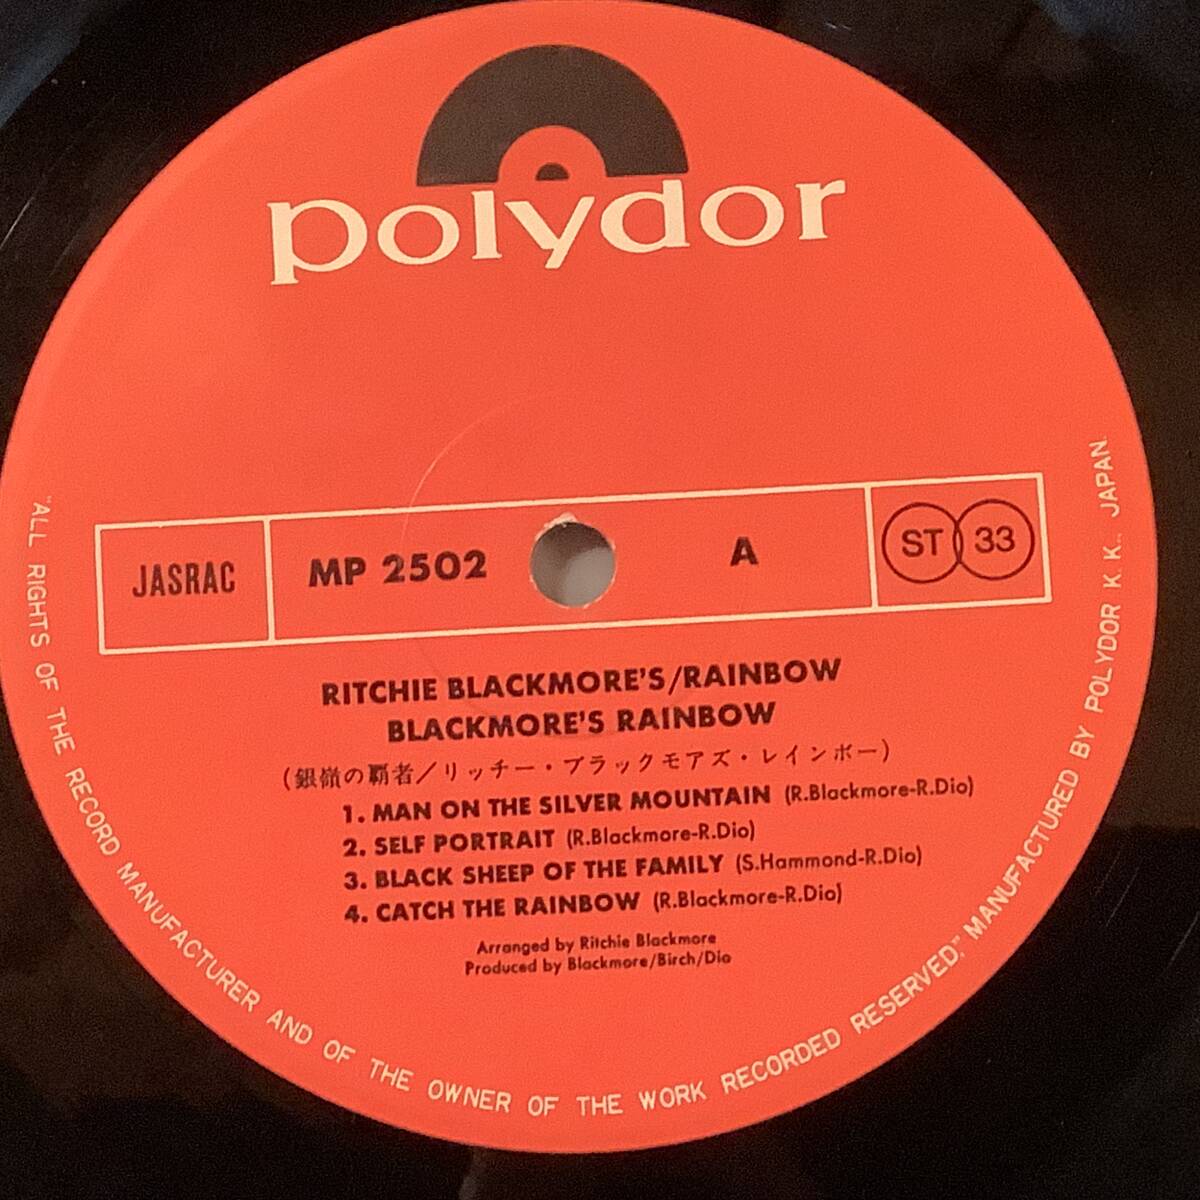 polydor
JASRAC MP 2502 A ST 33
RITCHIE BLACKMORE'S/RAINBOW
BLACKMORE'S RAINBOW
(銀嶺の覇者/リッチー・ブラックモアズ・レインボー)
1. MAN ON THE SILVER MOUNTAIN (R.Blackmore-R.Dio)
2. SELF PORTRAIT (R.Blackmore-R.Dio)
3. BLACK SHEEP OF THE FAMILY (S.Hammond-R.Dio)
4. CATCH THE RAINBOW (R.Blackmore-R.Dio)
Arranged by Ritchie Blackmore
Produced by Blackmore/Birch/Dio
"ALL RIGHTS OF THE RECORD MANUFACTURER AND OF THE OWNER OF THE WORK RECORDED RESERVED." MANUFACTURED BY POLYDOR K. K., JAPAN